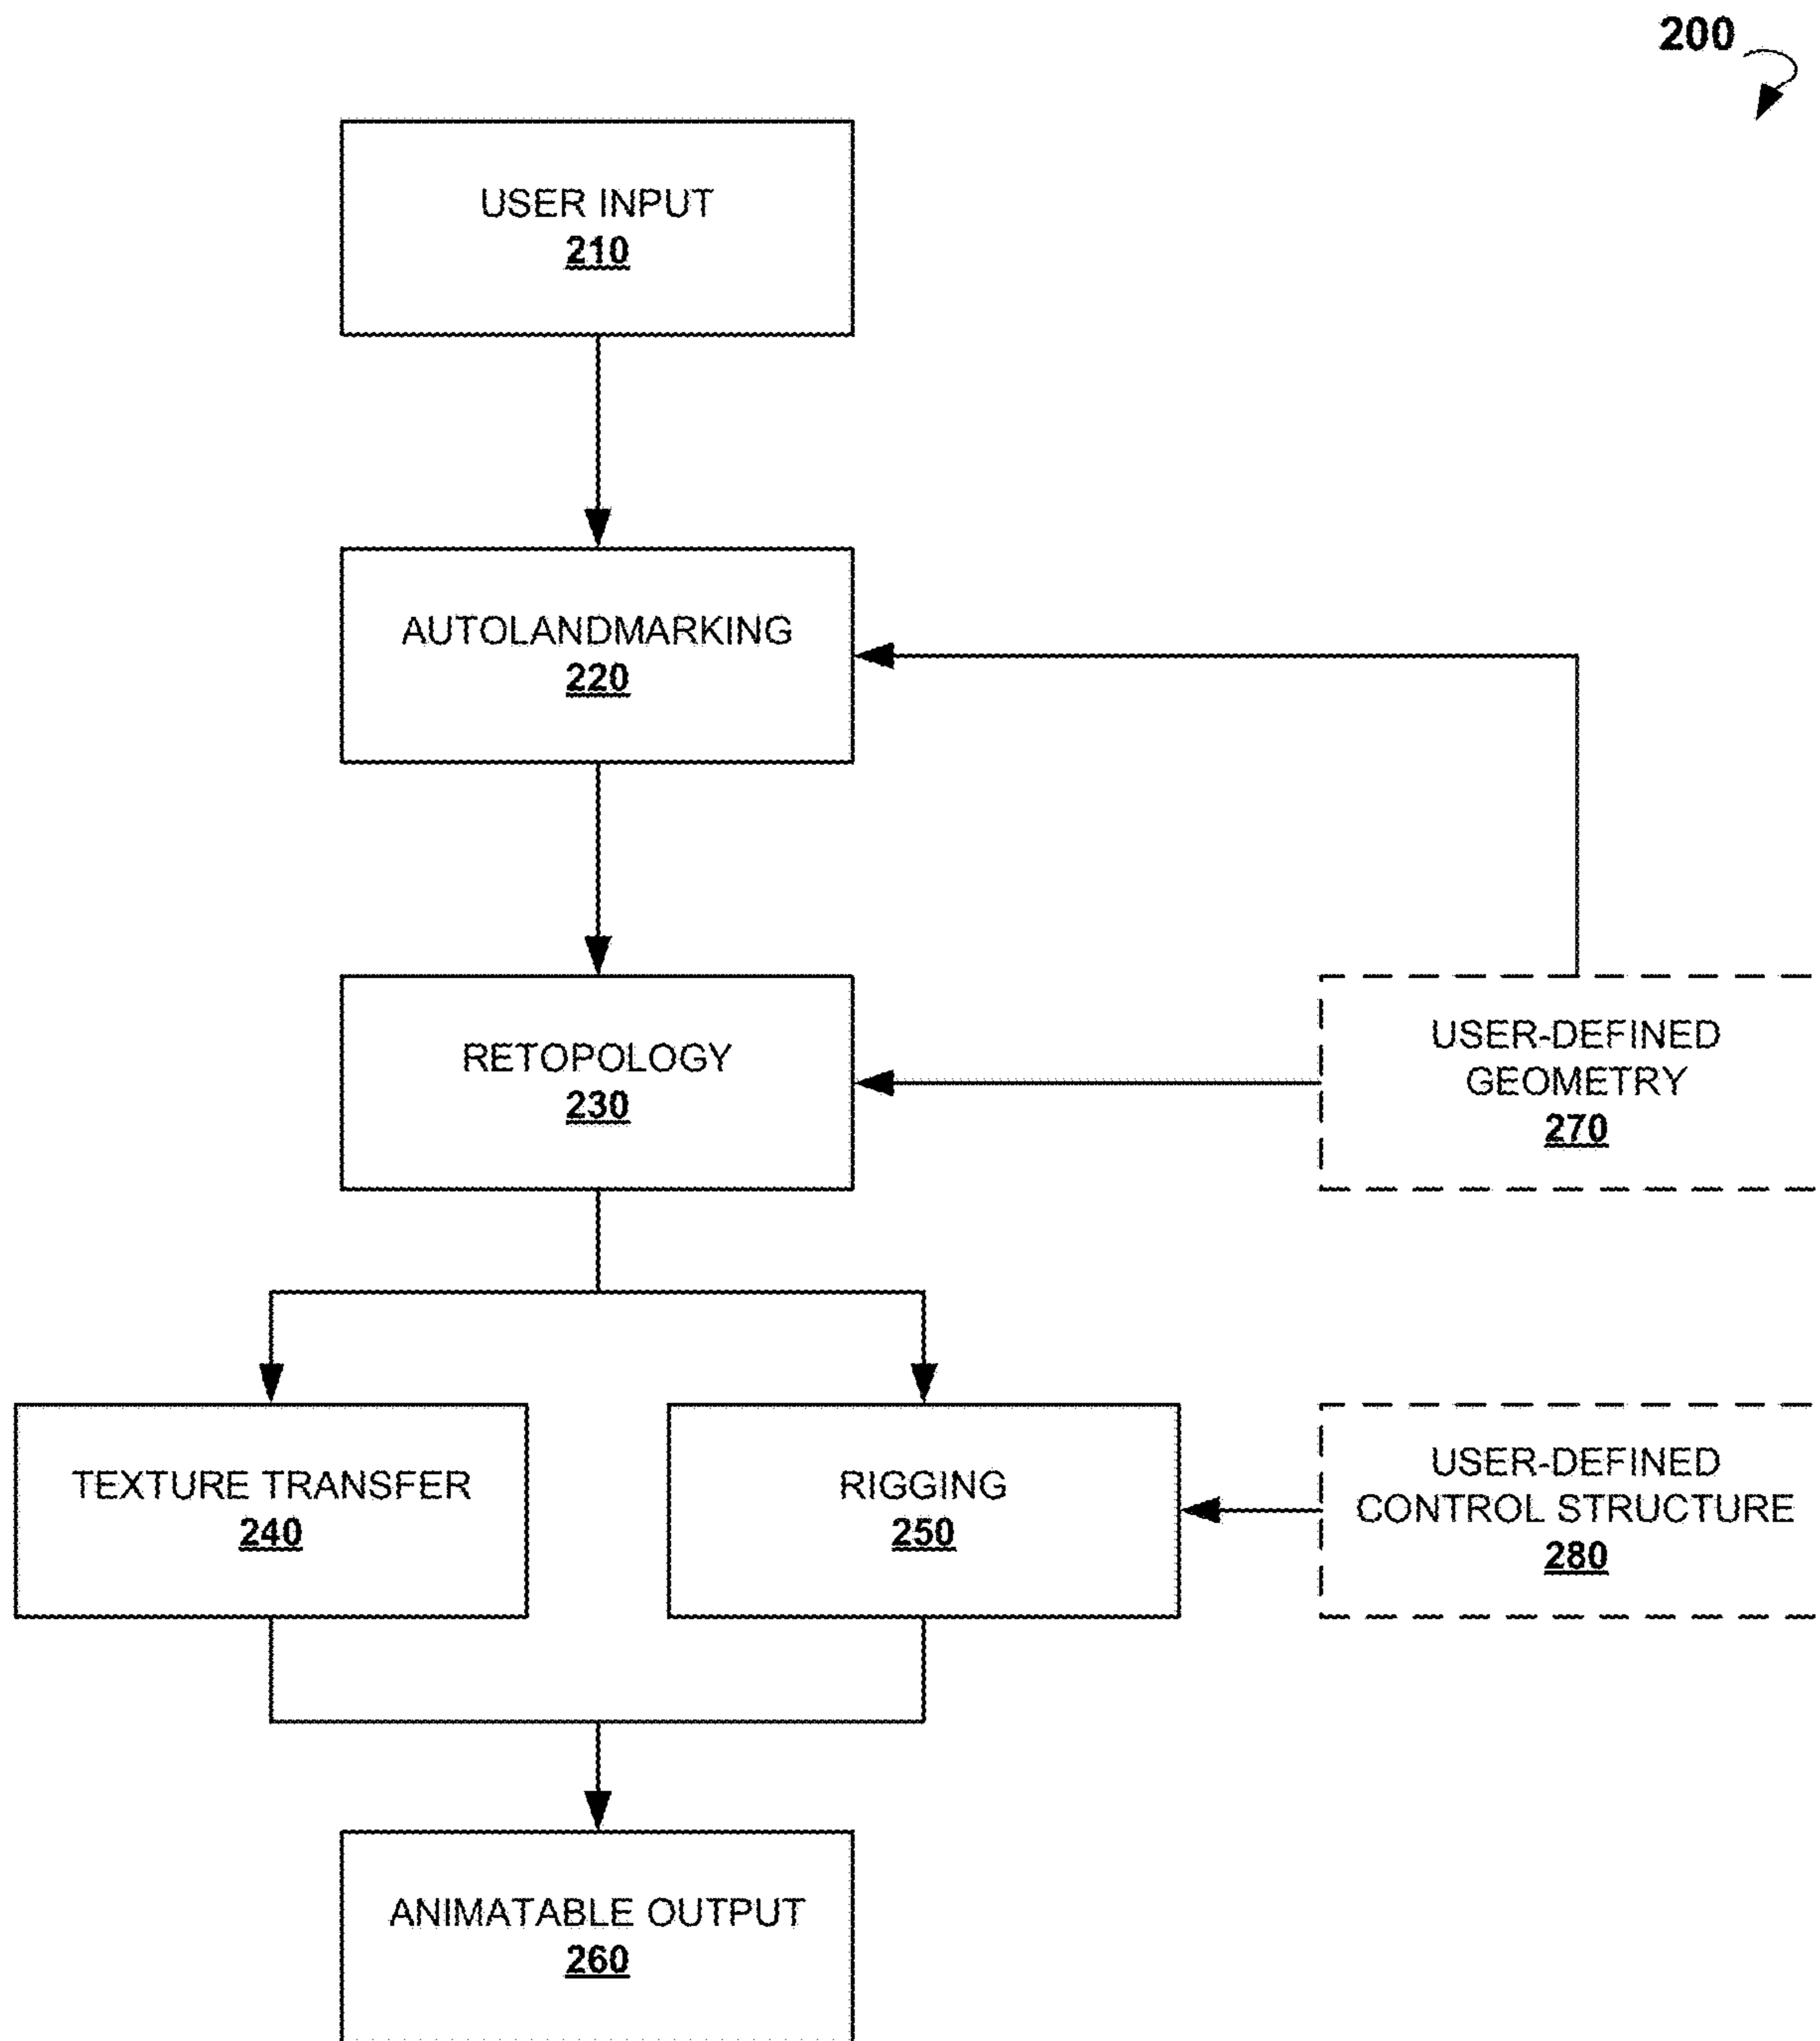 200
USER INPUT
210
AUTOLANDMARKING
220
RETOPOLOGY
230
USER-DEFINED
GEOMETRY
270
TEXTURE TRANSFER
240
RIGGING
250
USER-DEFINED
CONTROL STRUCTURE
280
ANIMATABLE OUTPUT
260